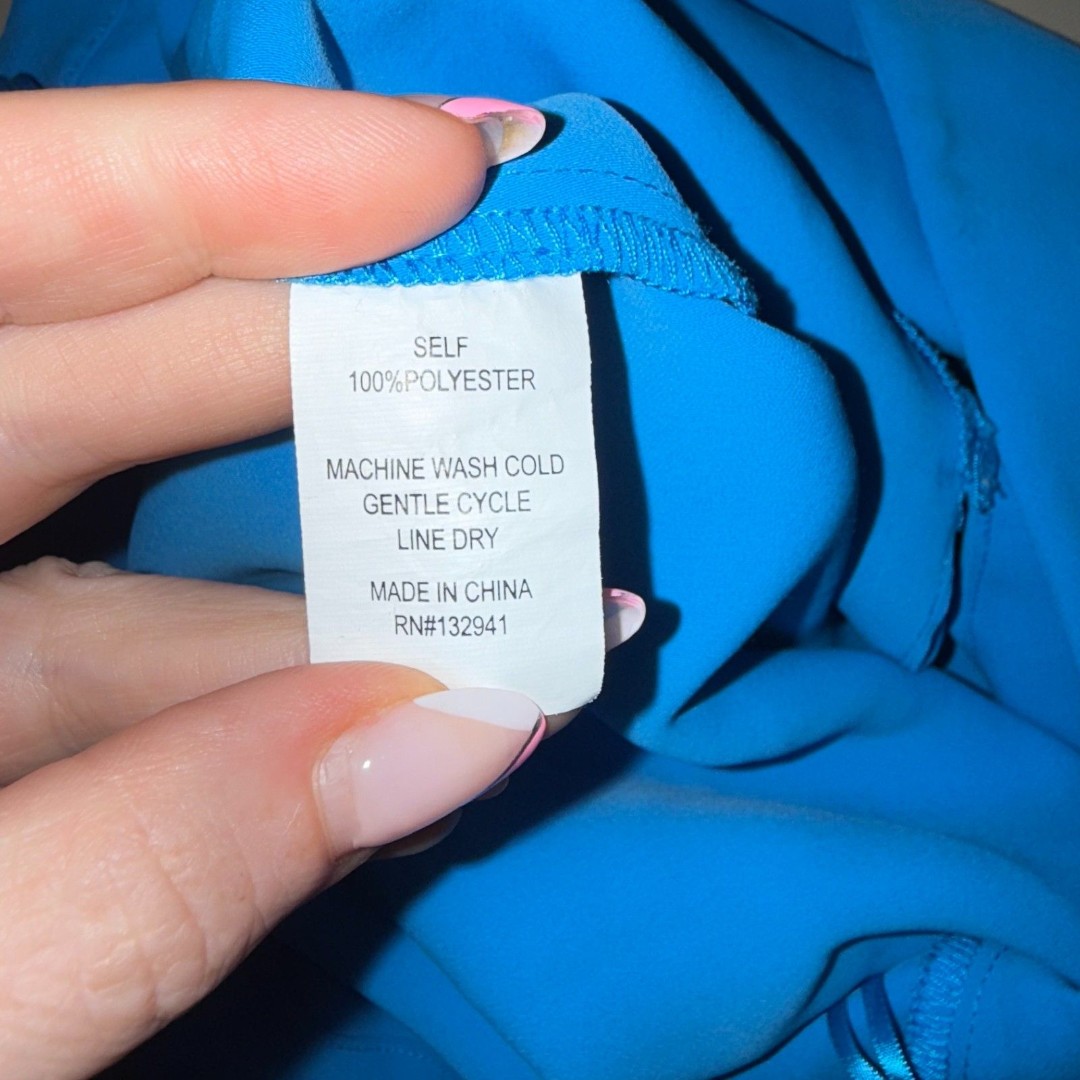 SELF
100%POLYESTER
MACHINE WASH COLD
GENTLE CYCLE
LINE DRY
MADE IN CHINA
RN#132941